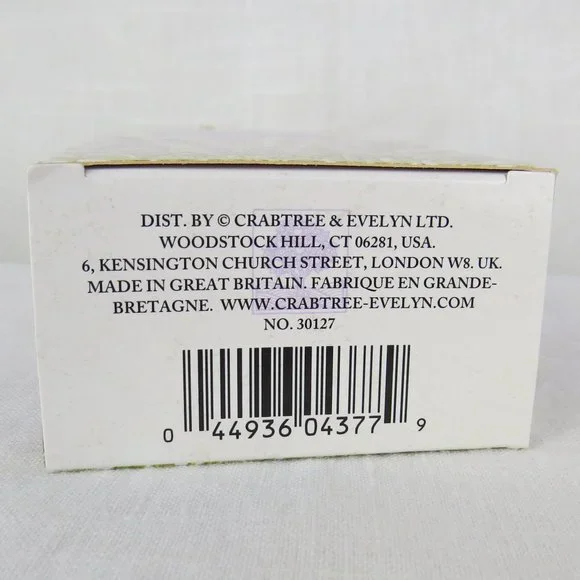 DIST. BY © CRABTREE & EVELYN LTD.
WOODSTOCK HILL, CT 06281, USA.
6, KENSINGTON CHURCH STREET, LONDON W8. UK.
MADE IN GREAT BRITAIN. FABRIQUE EN GRANDE-
BRETAGNE. WWW.CRABTREE-EVELYN.COM
NO. 30127
0 44936 04377 9